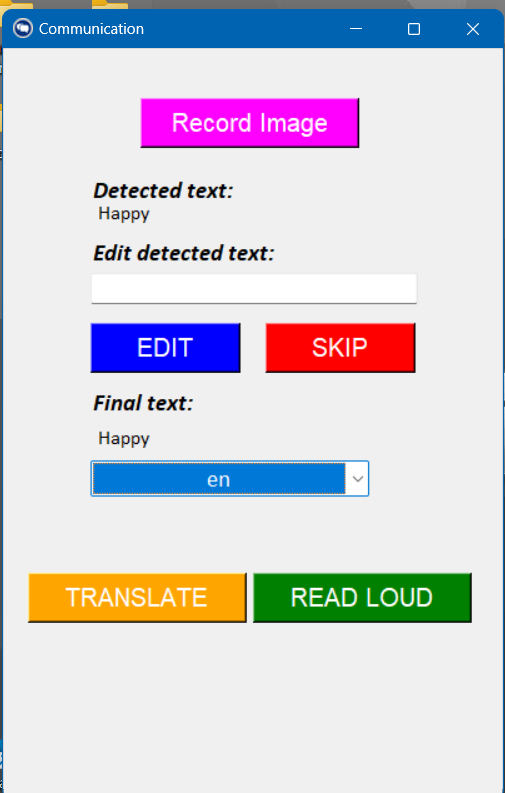 Communication
Record Image
Detected text:
Happy
Edit detected text:
EDIT SKIP
Final text:
Happy
en
TRANSLATE READ LOUD